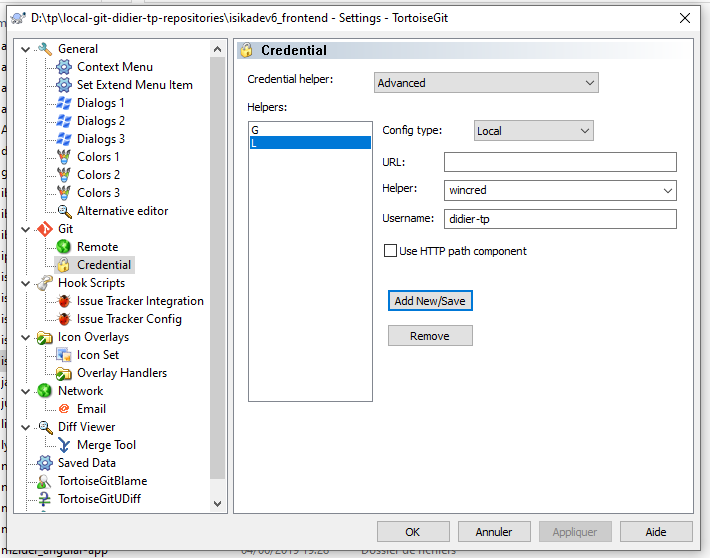 D:\tp\local-git-didier-tp-repositories\isikadev6_frontend - Settings - TortoiseGit
General
Context Menu
Set Extend Menu Item
Dialogs 1
Dialogs 2
Dialogs 3
Colors 1
Colors 2
Colors 3
Alternative editor
Git
Remote
Credential
Hook Scripts
Issue Tracker Integration
Issue Tracker Config
Icon Overlays
Icon Set
Overlay Handlers
Network
Email
Diff Viewer
Merge Tool
Saved Data
TortoiseGitBlame
TortoiseGitUDiff
Credential
Credential helper: Advanced
Helpers:
G
L
Config type: Local
URL:
Helper: wincred
Username: didier-tp
Use HTTP path component
Add New/Save
Remove
OK Annuler Appliquer Aide